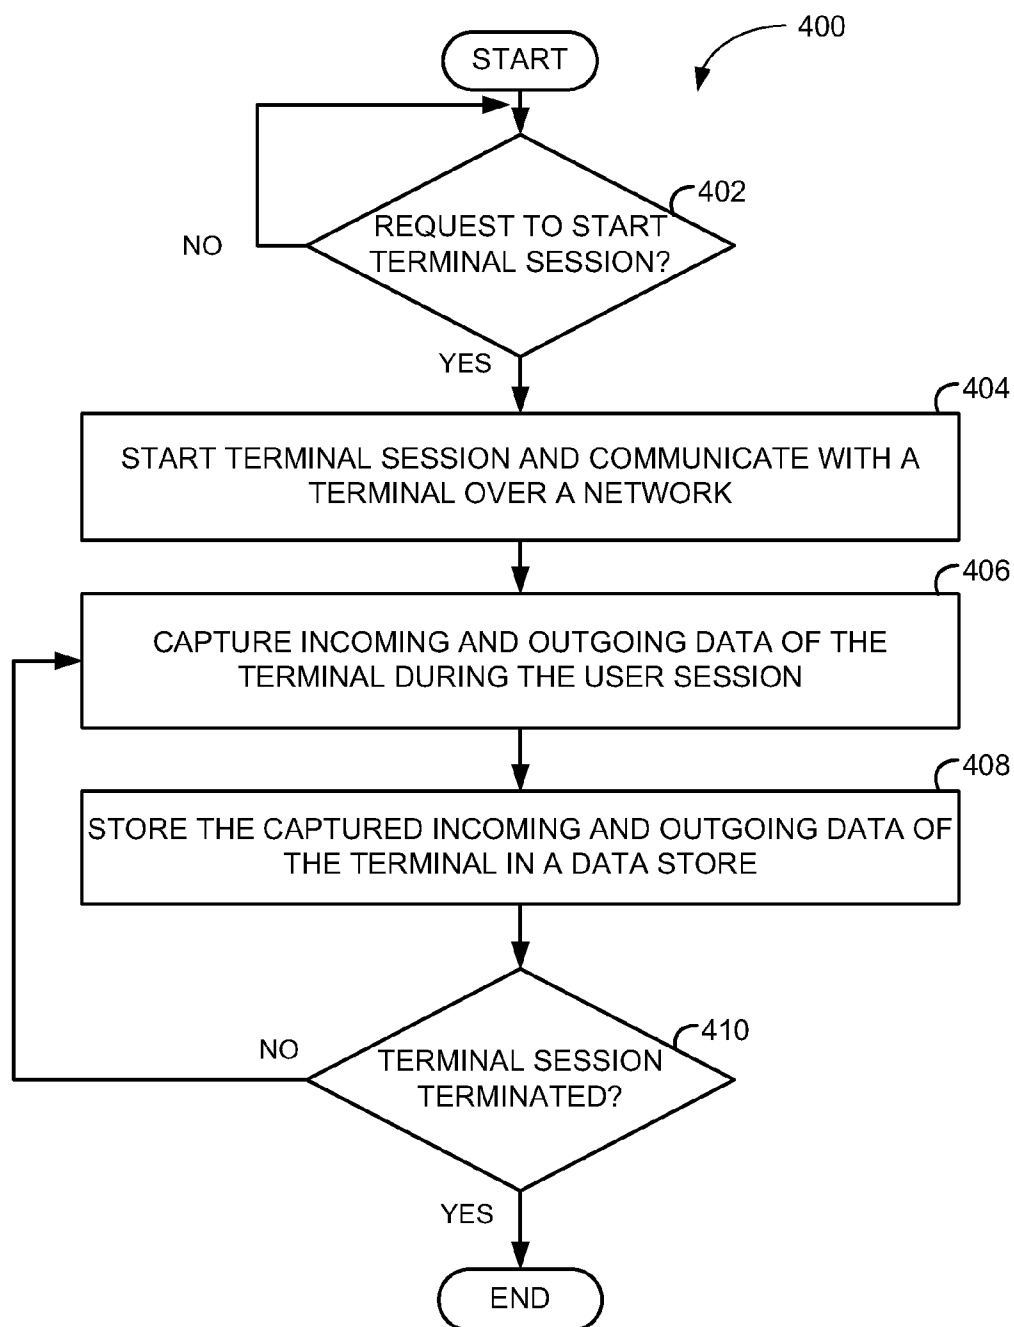 400
START
402
REQUEST TO START
TERMINAL SESSION?
NO
YES
404
START TERMINAL SESSION AND COMMUNICATE WITH A
TERMINAL OVER A NETWORK
406
CAPTURE INCOMING AND OUTGOING DATA OF THE
TERMINAL DURING THE USER SESSION
408
STORE THE CAPTURED INCOMING AND OUTGOING DATA OF
THE TERMINAL IN A DATA STORE
410
NO
TERMINAL SESSION
TERMINATED?
YES
END